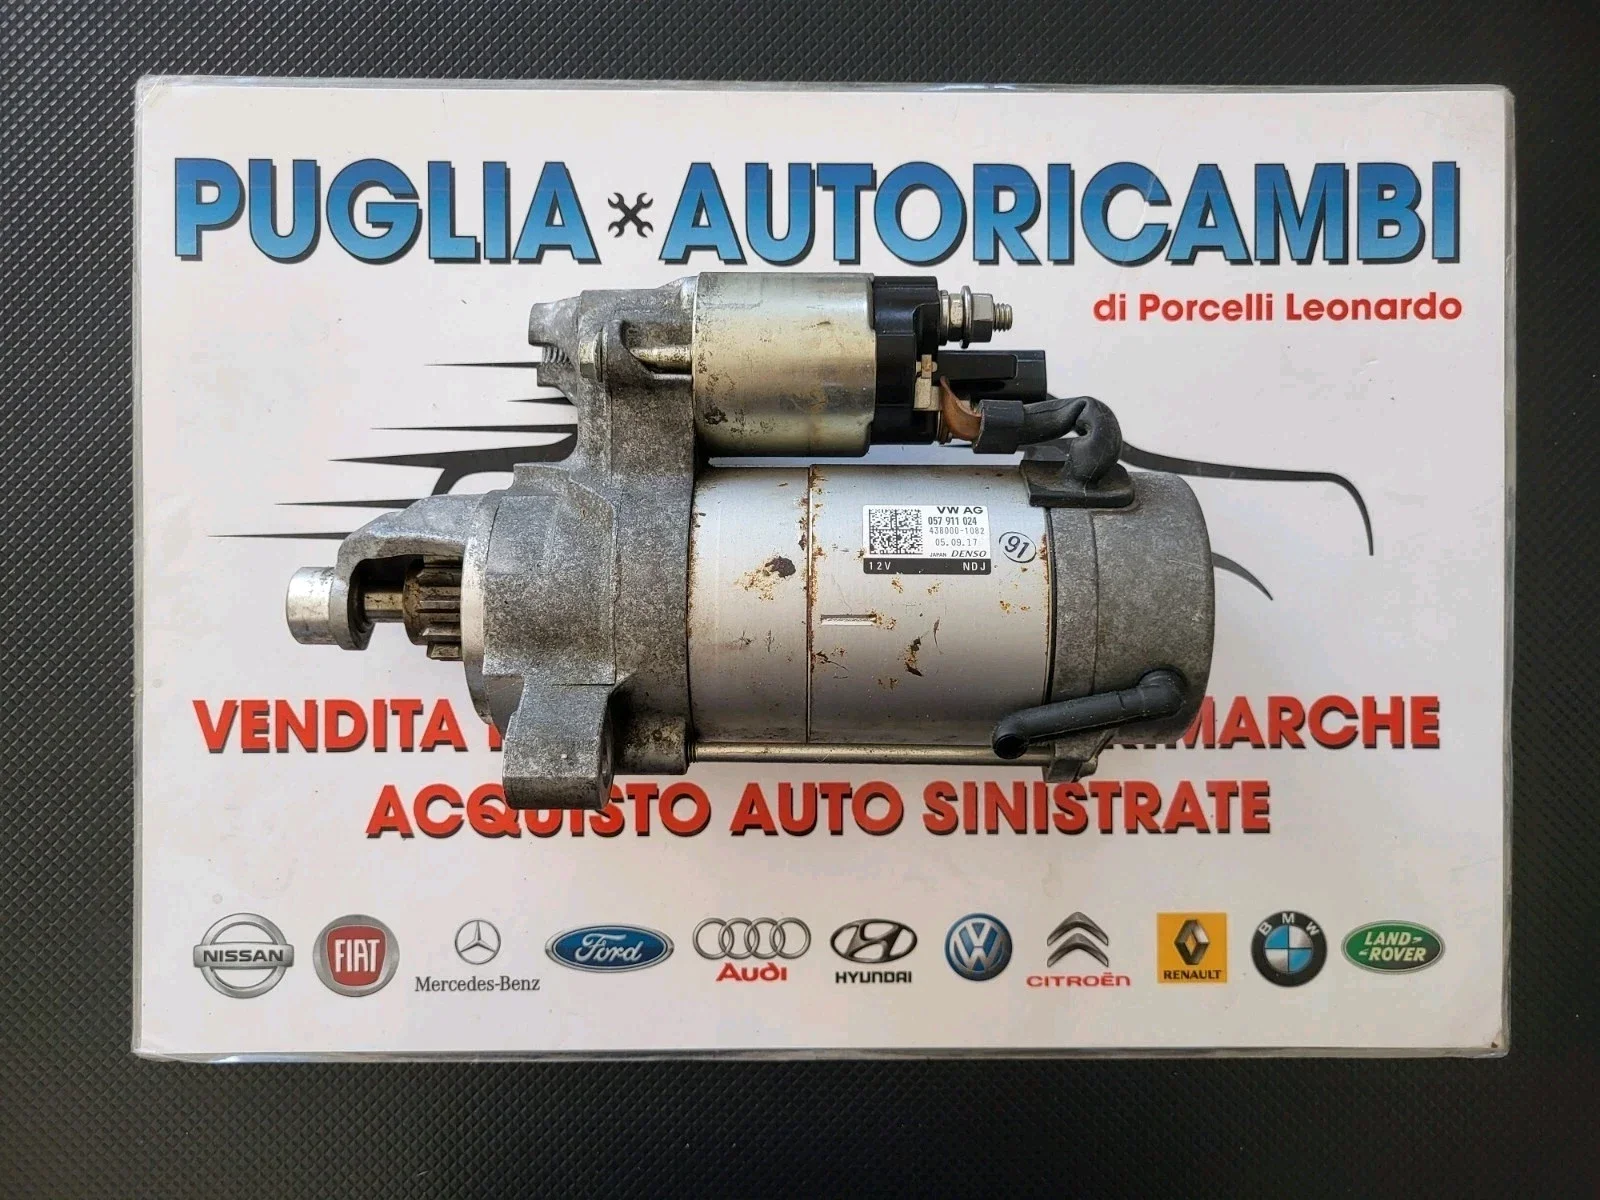 PUGLIA AUTORICAMBI
di Porcelli Leonardo
VW AG
057 911 024
438000-1082
05.09.17
JAPAN DENSO
12V NDJ
91
VENDITA
ACQUISTO AUTO SINISTRATE
NISSAN
FIAT
Mercedes-Benz
Ford
Audi
HYUNDAI
CITROËN
RENAULT
BMW
LAND-
ROVER